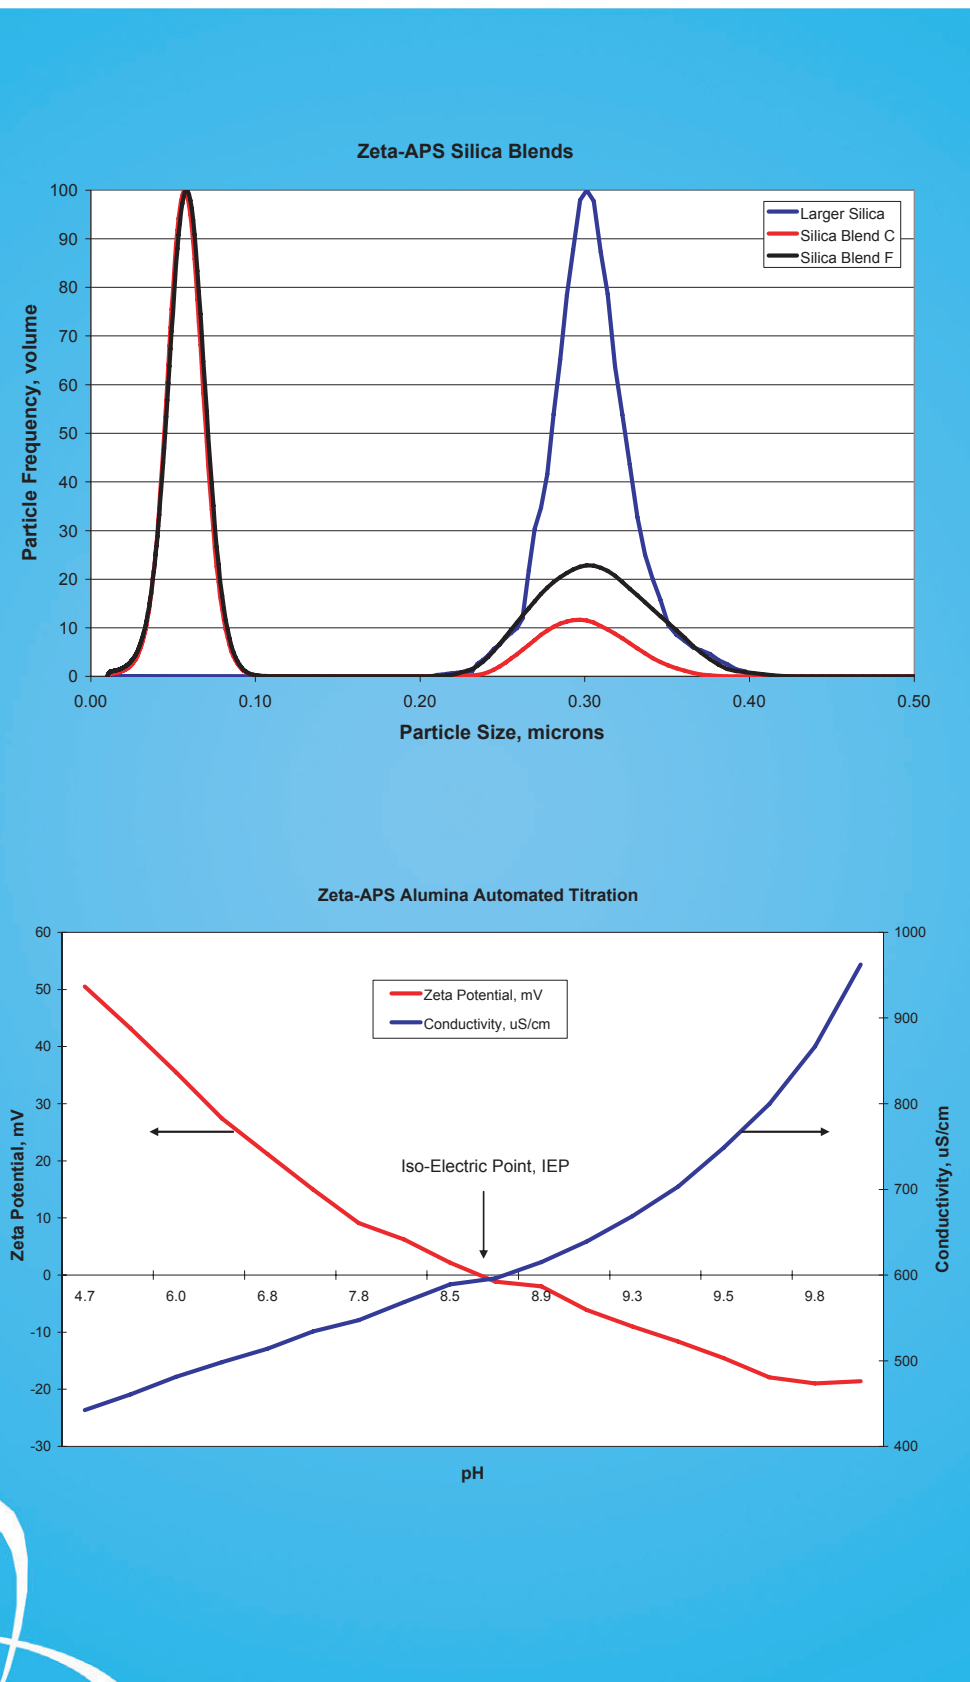 Zeta-APS Silica Blends
100
90
80
70
60
50
40
30
20
10
0
Particle Frequency, volume
Larger Silica
Silica Blend C
Silica Blend F
0.00 0.10 0.20 0.30 0.40 0.50
Particle Size, microns
Zeta-APS Alumina Automated Titration
60
50
40
30
20
10
0
-10
-20
-30
Zeta Potential, mV
Zeta Potential, mV
Conductivity, uS/cm
Iso-Electric Point, IEP
4.7 6.0 6.8 7.8 8.5 8.9 9.3 9.5 9.8
1000
900
800
700
600
500
400
Conductivity, uS/cm
pH